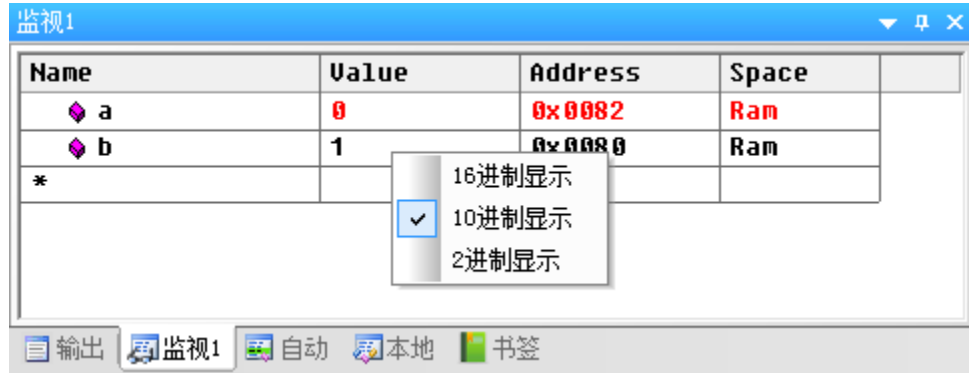 监视1
Name Value Address Space
a 0 0x0082 Ram
b 1 0x0080 Ram
*
16进制显示
10进制显示
2进制显示
输出 监视1 自动 本地 书签